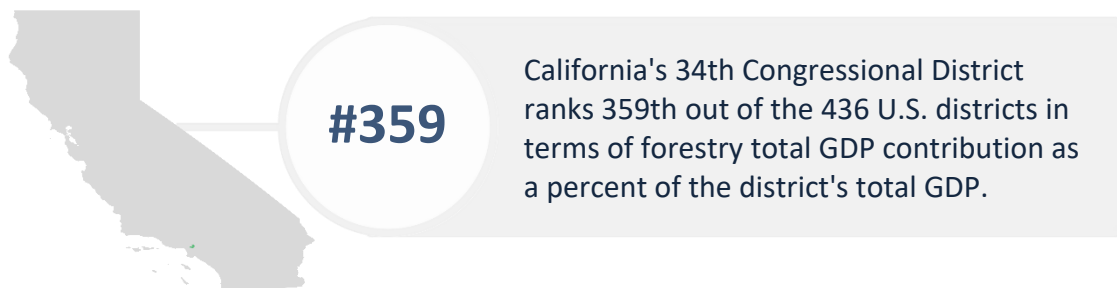 #359
California's 34th Congressional District
ranks 359th out of the 436 U.S. districts in
terms of forestry total GDP contribution as
a percent of the district's total GDP.